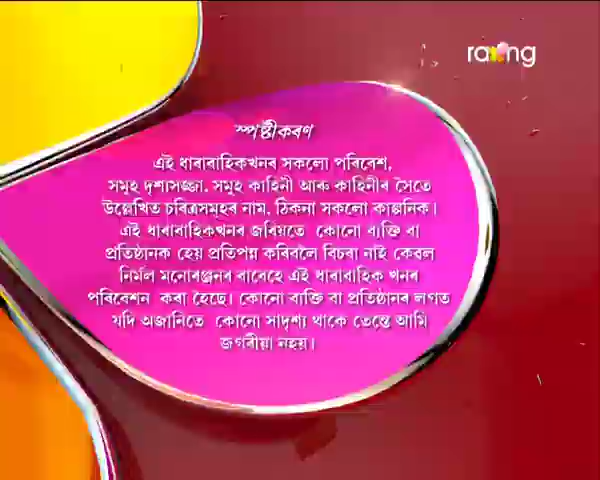 raxng
স্পষ্টীকৰণ
এই ধাৰাবাহিকখনৰ সকলো পৰিবেশ,
সমূহ দৃশ্যসজ্জা, সমূহ কাহিনী আৰু কাহিনীৰ সৈতে
উল্লেখিত চৰিত্ৰসমূহৰ নাম, ঠিকনা সকলো কাল্পনিক।
এই ধাৰাবাহিকখনৰ জৰিয়তে কোনো ব্যক্তি বা
প্ৰতিষ্ঠানক হেয় প্ৰতিপন্ন কৰিবলৈ বিচৰা নাই কেৱল
নিৰ্মল মনোৰঞ্জনৰ বাবেহে এই ধাৰাবাহিক খনৰ
পৰিবেশন কৰা হৈছে। কোনো ব্যক্তি বা প্ৰতিষ্ঠানৰ লগত
যদি অজানিতে কোনো সাদৃশ্য থাকে তেন্তে আমি
জগৰীয়া নহয়।